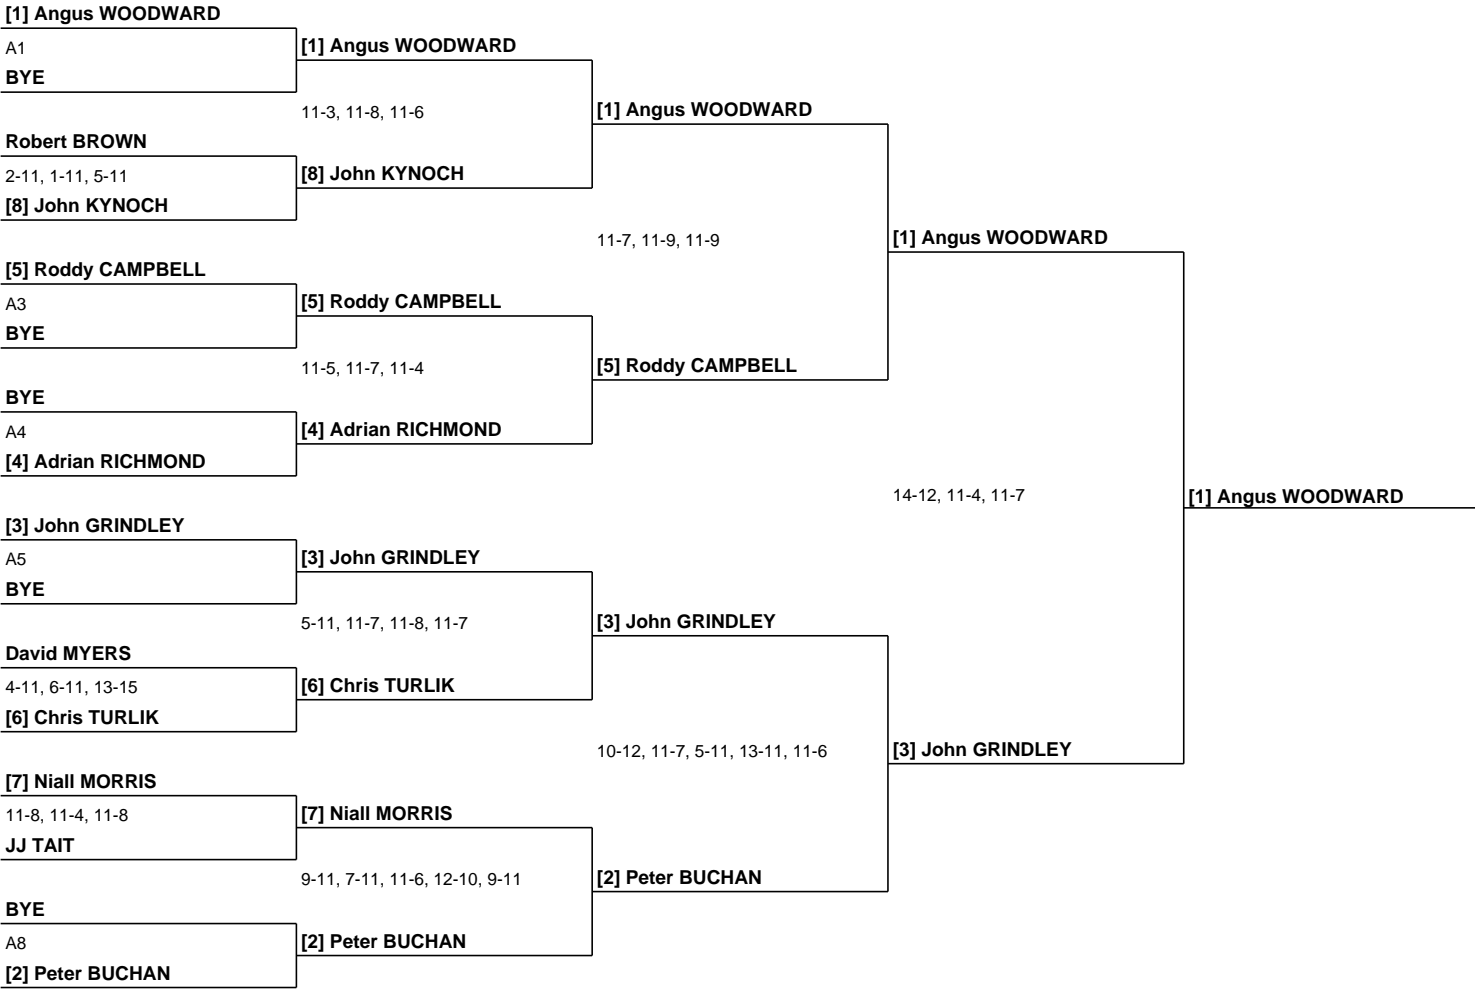 [1] Angus WOODWARD
A1
BYE
Robert BROWN
2-11, 1-11, 5-11
[8] John KYNOCH
[5] Roddy CAMPBELL
A3
BYE
BYE
A4
[4] Adrian RICHMOND
[3] John GRINDLEY
A5
BYE
David MYERS
4-11, 6-11, 13-15
[6] Chris TURLIK
[7] Niall MORRIS
11-8, 11-4, 11-8
JJ TAIT
BYE
A8
[2] Peter BUCHAN
[1] Angus WOODWARD
11-3, 11-8, 11-6
[8] John KYNOCH
[5] Roddy CAMPBELL
11-5, 11-7, 11-4
[4] Adrian RICHMOND
[3] John GRINDLEY
5-11, 11-7, 11-8, 11-7
[6] Chris TURLIK
[7] Niall MORRIS
9-11, 7-11, 11-6, 12-10, 9-11
[2] Peter BUCHAN
[1] Angus WOODWARD
11-7, 11-9, 11-9
[5] Roddy CAMPBELL
[3] John GRINDLEY
10-12, 11-7, 5-11, 13-11, 11-6
[2] Peter BUCHAN
[1] Angus WOODWARD
14-12, 11-4, 11-7
[3] John GRINDLEY
[1] Angus WOODWARD